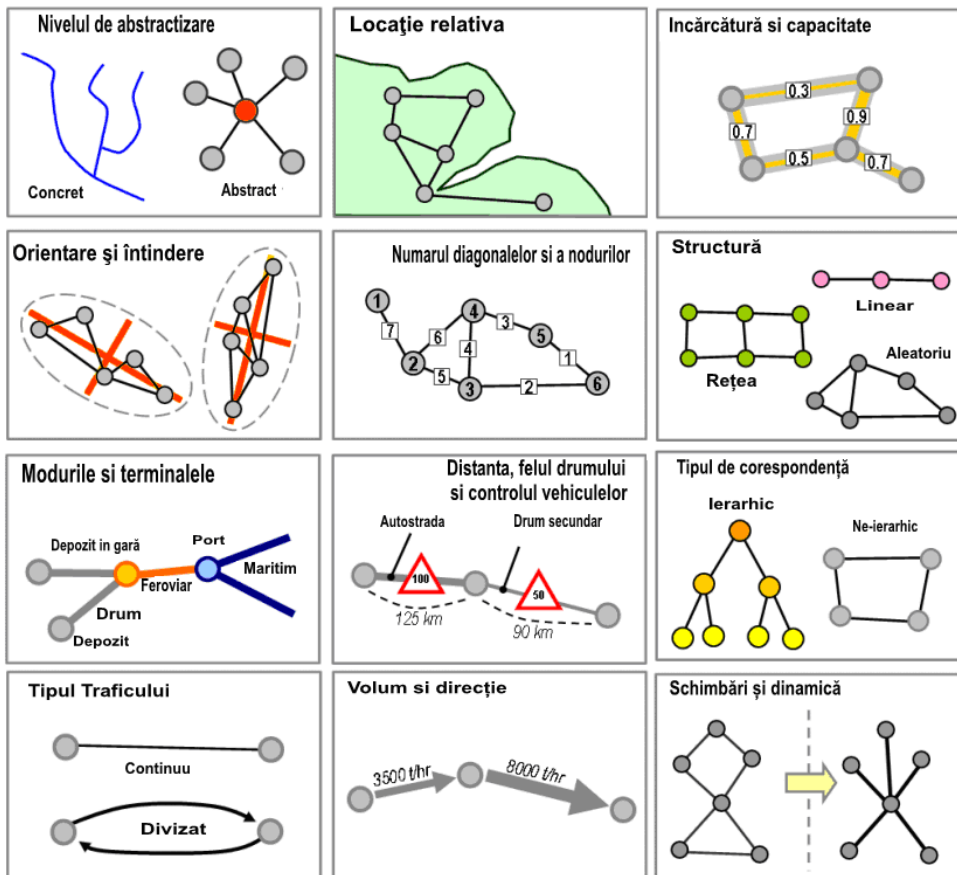 Nivelul de abstractizare
Concret
Abstract
Locaţie relativa
Incărcătură si capacitate
0.3
0.7
0.9
0.5
0.7
Orientare şi întindere
Numarul diagonalelor si a nodurilor
1
4
7
6
3
5
4
1
2
5
3
2
6
Structură
Linear
Rețea
Aleatoriu
Modurile si terminalele
Depozit in gară
Port
Feroviar
Maritim
Drum
Depozit
Distanta, felul drumului
si controlul vehiculelor
Autostrada
Drum secundar
100
50
125 km
90 km
Tipul de corespondență
Ierarhic
Ne-ierarhic
Tipul Traficului
Continuu
Divizat
Volum si direcție
3500 t/hr
8000 t/hr
Schimbări și dinamică